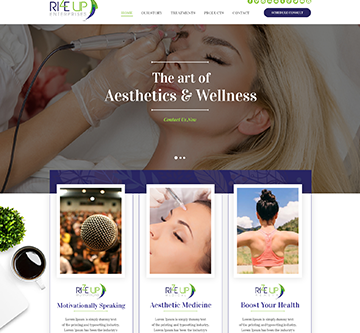 RISE UP
ENTERPRISES
HOME
OUR STORY
TREATMENTS
PRODUCTS
CONTACT
The art of
Aesthetics & Wellness
Contact Us Now
RISE UP
Motivationally Speaking
Lorem Ipsum is simply dummy
text of the printing and typesetting industry.
Lorem Ipsum has been the industry's
RISE UP
Aesthetic Medicine
Lorem Ipsum is simply dummy text
of the printing and typesetting industry.
Lorem Ipsum has been the industry's
RISE UP
Boost Your Health
Lorem Ipsum is simply dummy text
of the printing and typesetting industry.
Lorem Ipsum has been the industry's